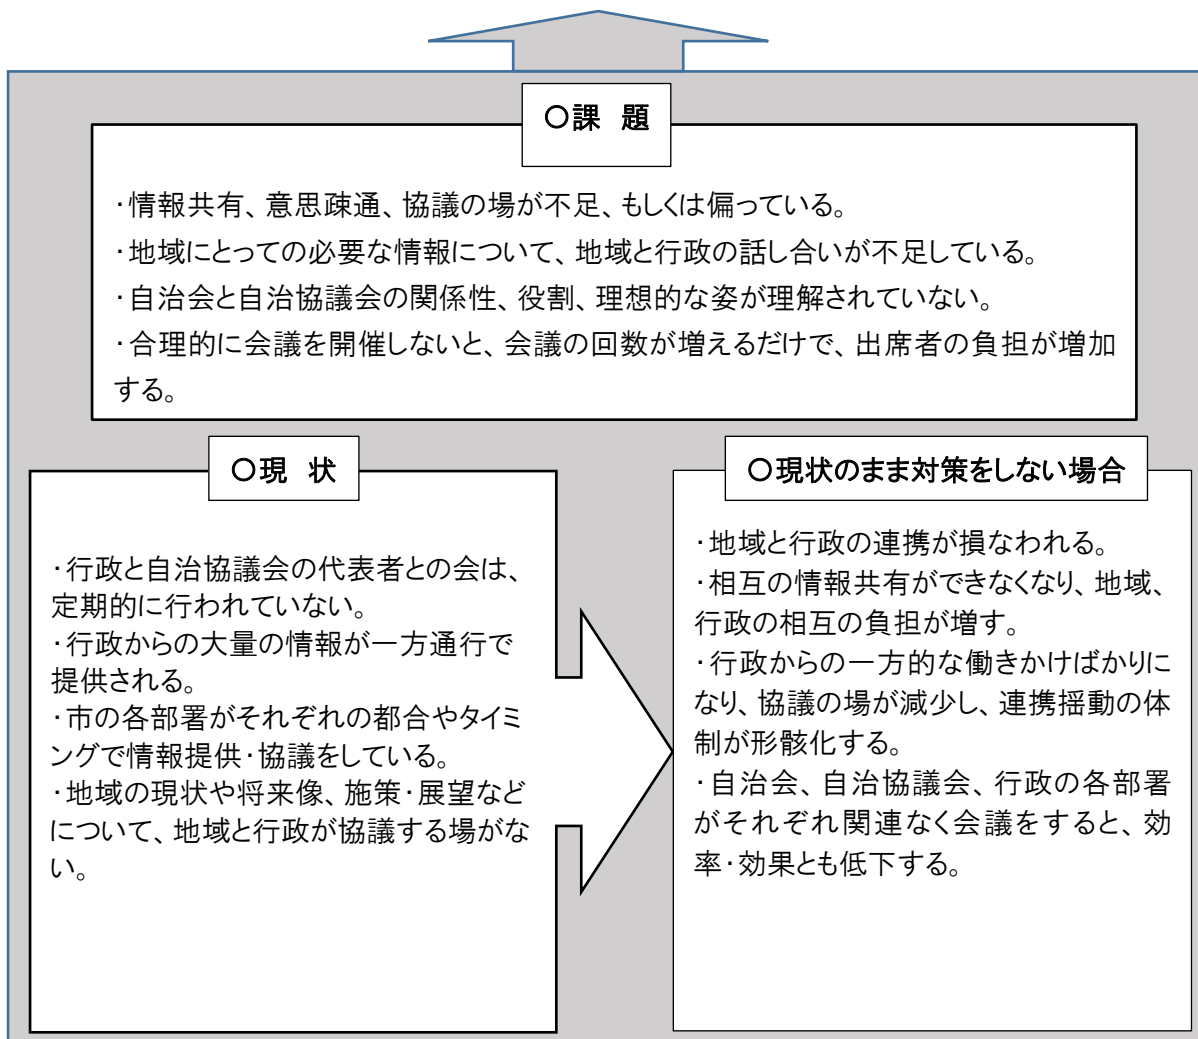 〇課　題
・情報共有、意思疎通、協議の場が不足、もしくは偏っている。
・地域にとっての必要な情報について、地域と行政の話し合いが不足している。
・自治会と自治協議会の関係性、役割、理想的な姿が理解されていない。
・合理的に会議を開催しないと、会議の回数が増えるだけで、出席者の負担が増加
する。
〇現　状
・行政と自治協議会の代表者との会は、
定期的に行われていない。
・行政からの大量の情報が一方通行で
提供される。
・市の各部署がそれぞれの都合やタイミ
ングで情報提供・協議をしている。
・地域の現状や将来像、施策・展望など
について、地域と行政が協議する場がな
い。
〇現状のまま対策をしない場合
・地域と行政の連携が損なわれる。
・相互の情報共有ができなくなり、地域、
行政の相互の負担が増す。
・行政からの一方的な働きかけばかりに
なり、協議の場が減少し、連携揺動の体
制が形骸化する。
・自治会、自治協議会、行政の各部署
がそれぞれ関連なく会議をすると、効
率・効果とも低下する。